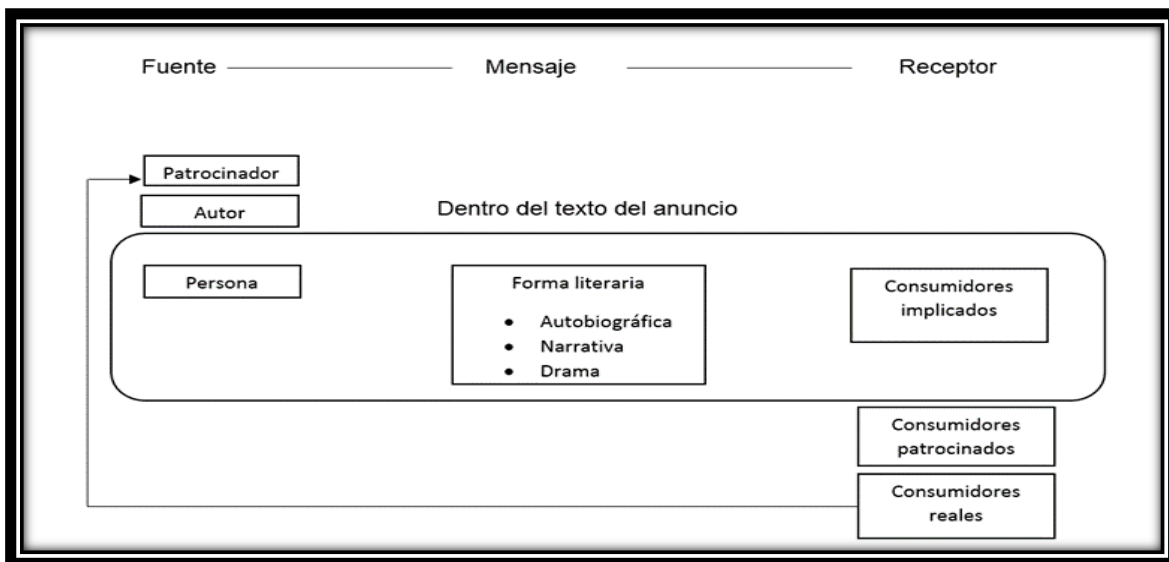 Fuente
Mensaje
Receptor
Patrocinador
Autor
Dentro del texto del anuncio
Persona
Forma literaria
• Autobiográfica
• Narrativa
• Drama
Consumidores
implicados
Consumidores
patrocinados
Consumidores
reales